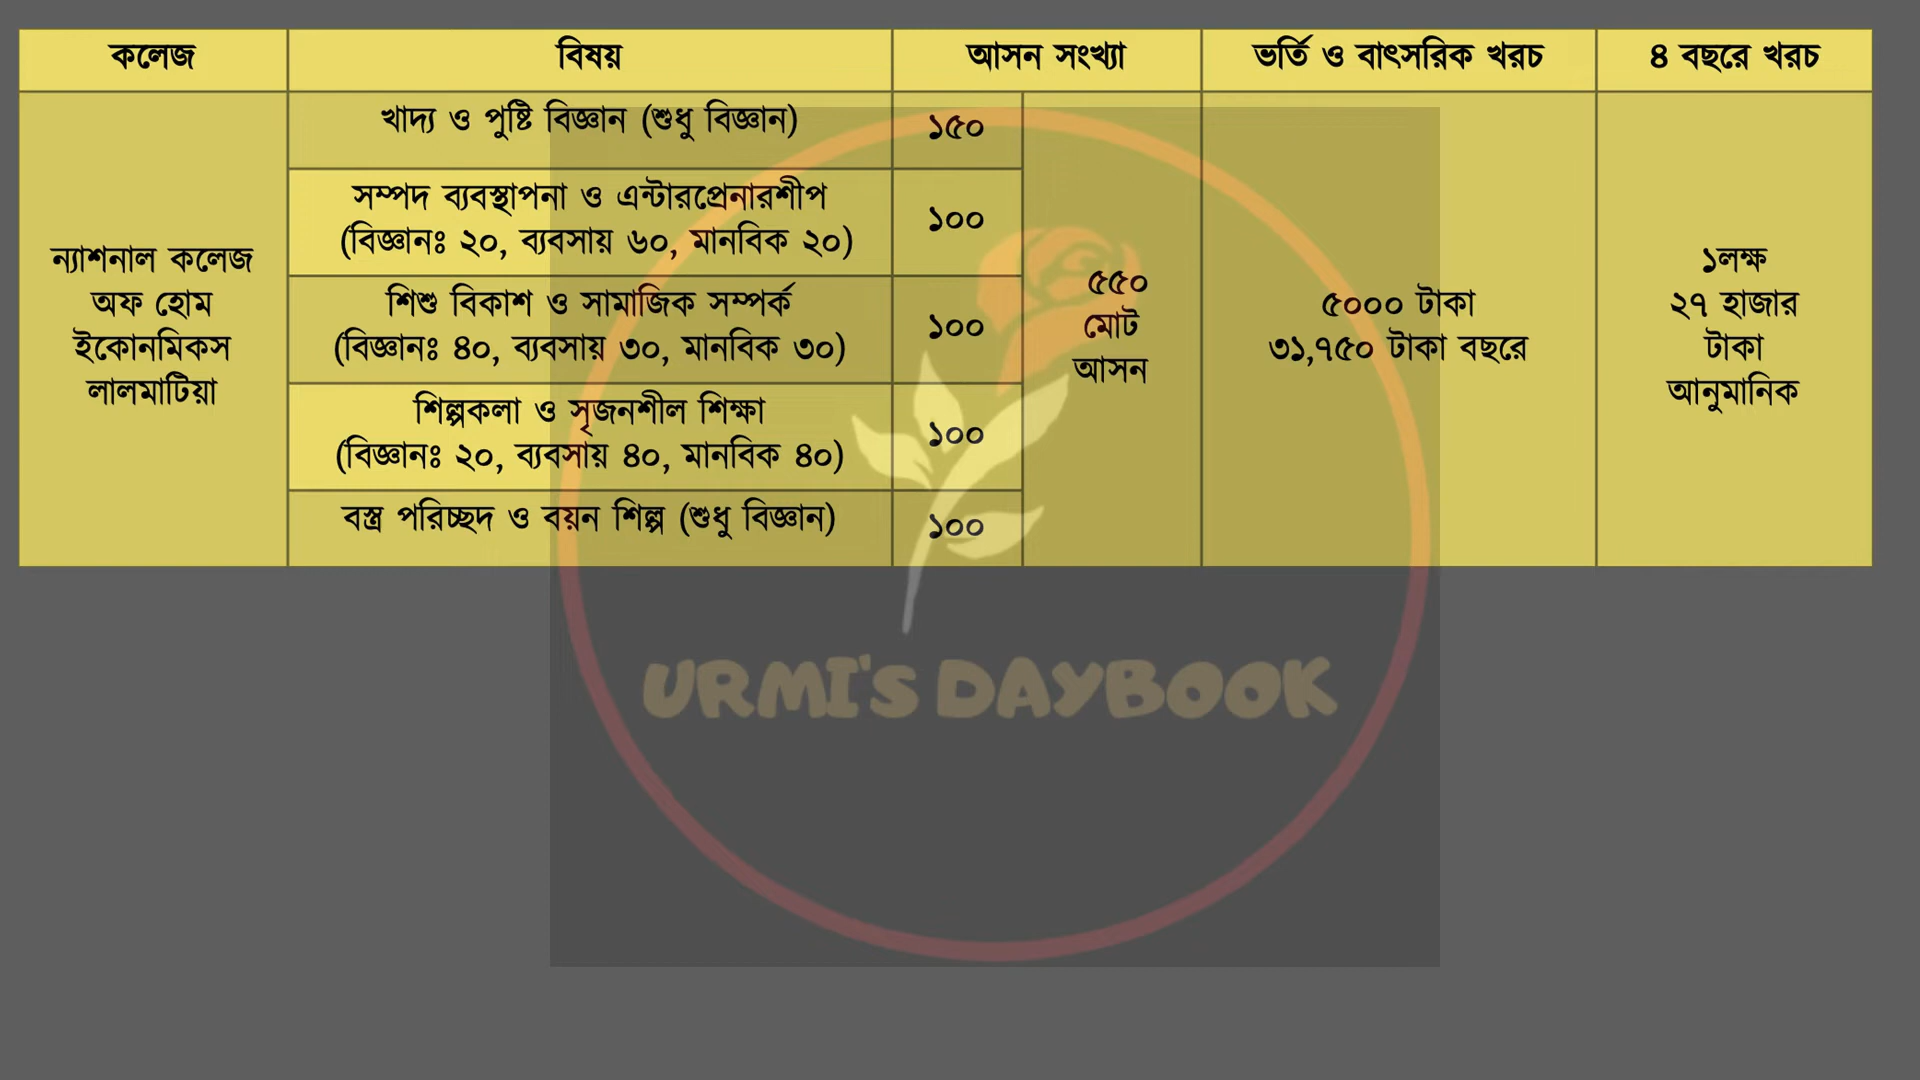 কলেজ
বিষয়
আসন সংখ্যা
ভর্তি ও বাৎসরিক খরচ
৪ বছরে খরচ
ন্যাশনাল কলেজ
অফ হোম
ইকোনমিকস
লালমাটিয়া
খাদ্য ও পুষ্টি বিজ্ঞান (শুধু বিজ্ঞান)
১৫০
সম্পদ ব্যবস্থাপনা ও এন্টারপ্রেনারশীপ
(বিজ্ঞানঃ ২০, ব্যবসায় ৬০, মানবিক ২০)
১০০
শিশু বিকাশ ও সামাজিক সম্পর্ক
(বিজ্ঞানঃ ৪০, ব্যবসায় ৩০, মানবিক ৩০)
১০০
শিল্পকলা ও সৃজনশীল শিক্ষা
(বিজ্ঞানঃ ২০, ব্যবসায় ৪০, মানবিক ৪০)
১০০
বস্ত্র পরিচ্ছদ ও বয়ন শিল্প (শুধু বিজ্ঞান)
১০০
৫৫০
মোট
আসন
৫০০০ টাকা
৩১,৭৫০ টাকা বছরে
১লক্ষ
২৭ হাজার
টাকা
আনুমানিক
URMI's DAYBOOK